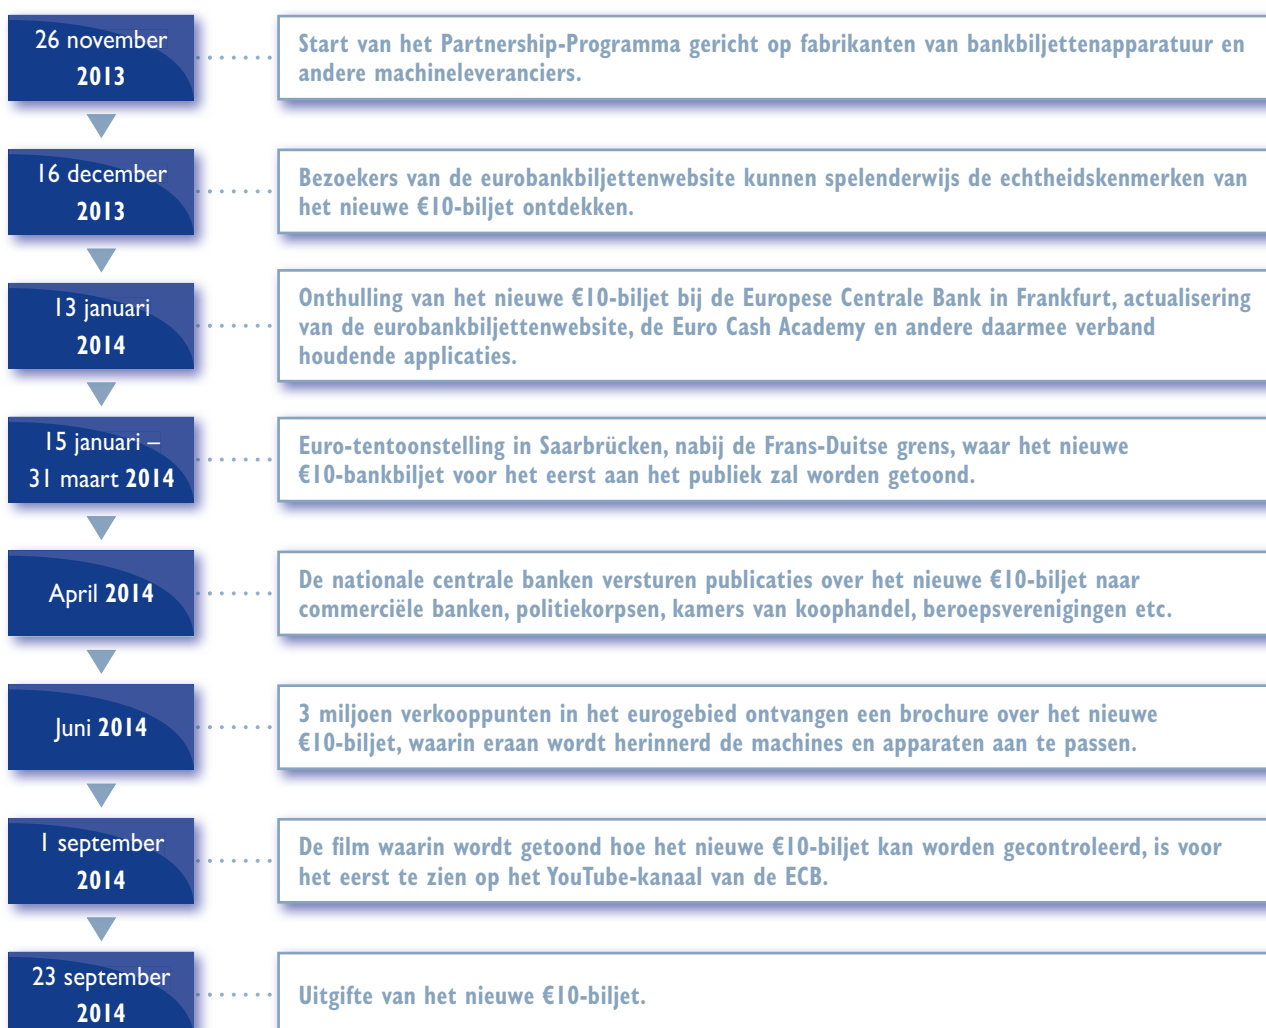 26 november
2013
Start van het Partnership-Programma gericht op fabrikanten van bankbiljettenapparatuur en
andere machineleveranciers.
16 december
2013
Bezoekers van de eurobankbiljettenwebsite kunnen spelenderwijs de echtheidskenmerken van
het nieuwe €10-biljet ontdekken.
13 januari
2014
Onthulling van het nieuwe €10-biljet bij de Europese Centrale Bank in Frankfurt, actualisering
van de eurobankbiljettenwebsite, de Euro Cash Academy en andere daarmee verband
houdende applicaties.
15 januari –
31 maart 2014
Euro-tentoonstelling in Saarbrücken, nabij de Frans-Duitse grens, waar het nieuwe
€10-bankbiljet voor het eerst aan het publiek zal worden getoond.
April 2014
De nationale centrale banken versturen publicaties over het nieuwe €10-biljet naar
commerciële banken, politiekorpsen, kamers van koophandel, beroepsverenigingen etc.
Juni 2014
3 miljoen verkooppunten in het eurogebied ontvangen een brochure over het nieuwe
€10-biljet, waarin eraan wordt herinnerd de machines en apparaten aan te passen.
1 september
2014
De film waarin wordt getoond hoe het nieuwe €10-biljet kan worden gecontroleerd, is voor
het eerst te zien op het YouTube-kanaal van de ECB.
23 september
2014
Uitgifte van het nieuwe €10-biljet.